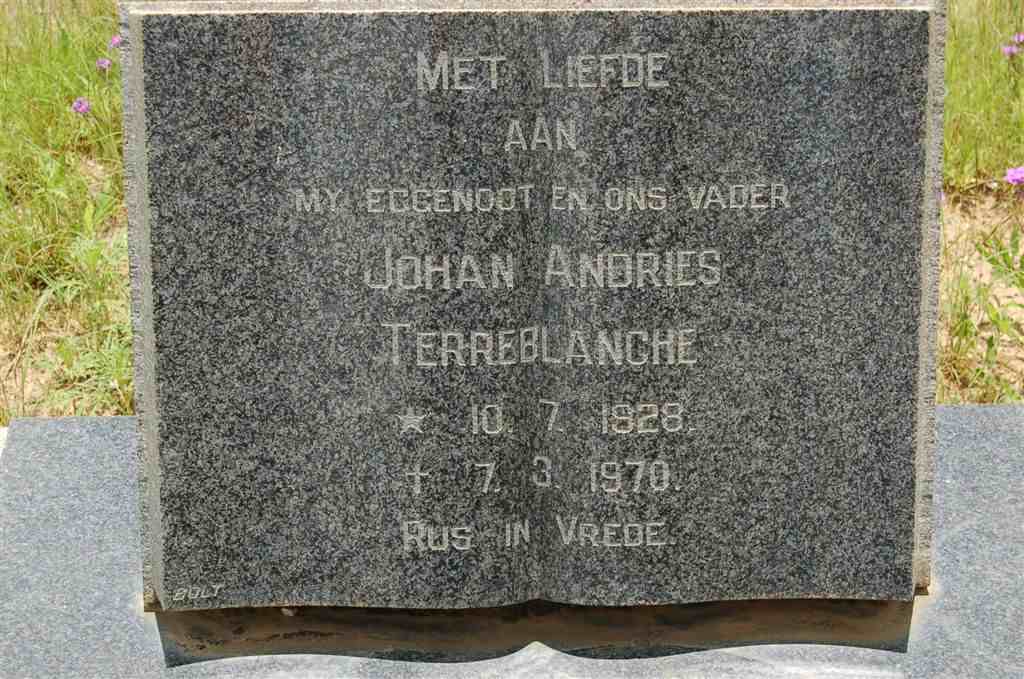 MET LIEFDE
AAN
MY EGGENOOT EN ONS VADER
JOHAN ANDRIES
TERREBLANCHE
★ 10. 7. 1928.
† 7. 3. 1970.
RUS IN VREDE.
BULT